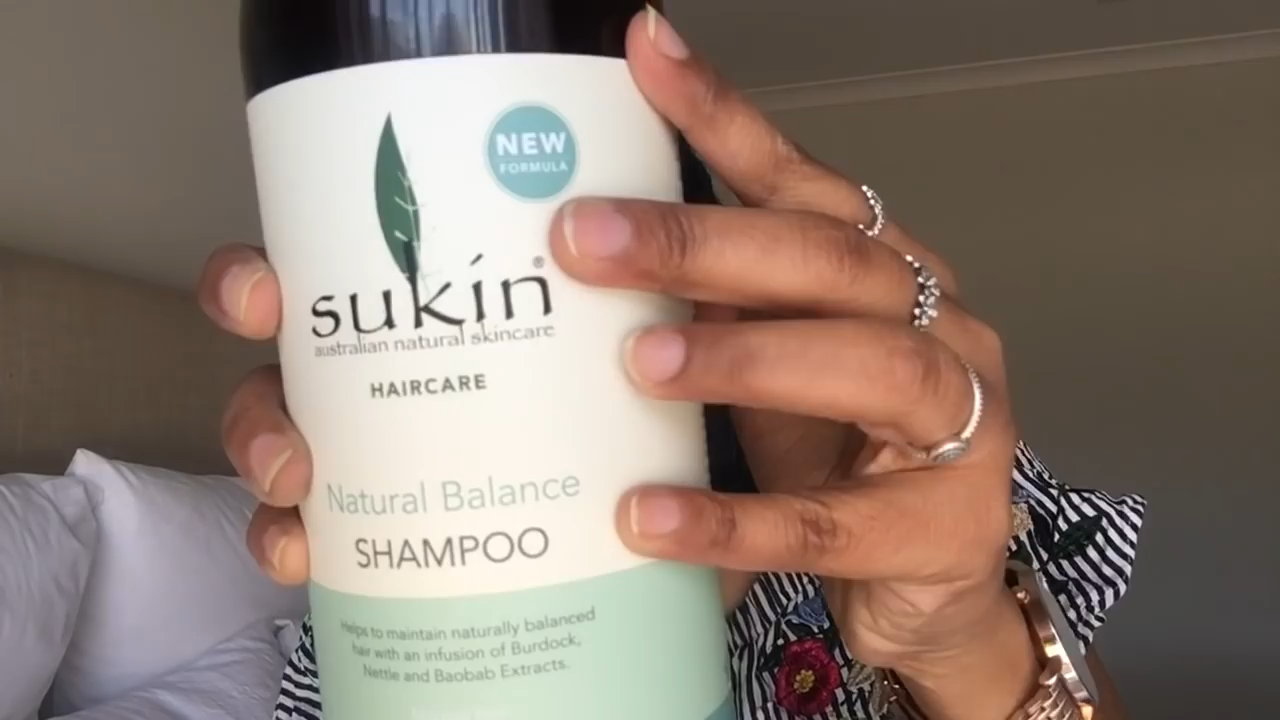 NEW
FORMULA
sukin®
australian natural skincare
HAIRCARE
Natural Balance
SHAMPOO
Helps to maintain naturally balanced
hair with an infusion of Burdock,
Nettle and Baobab Extracts.